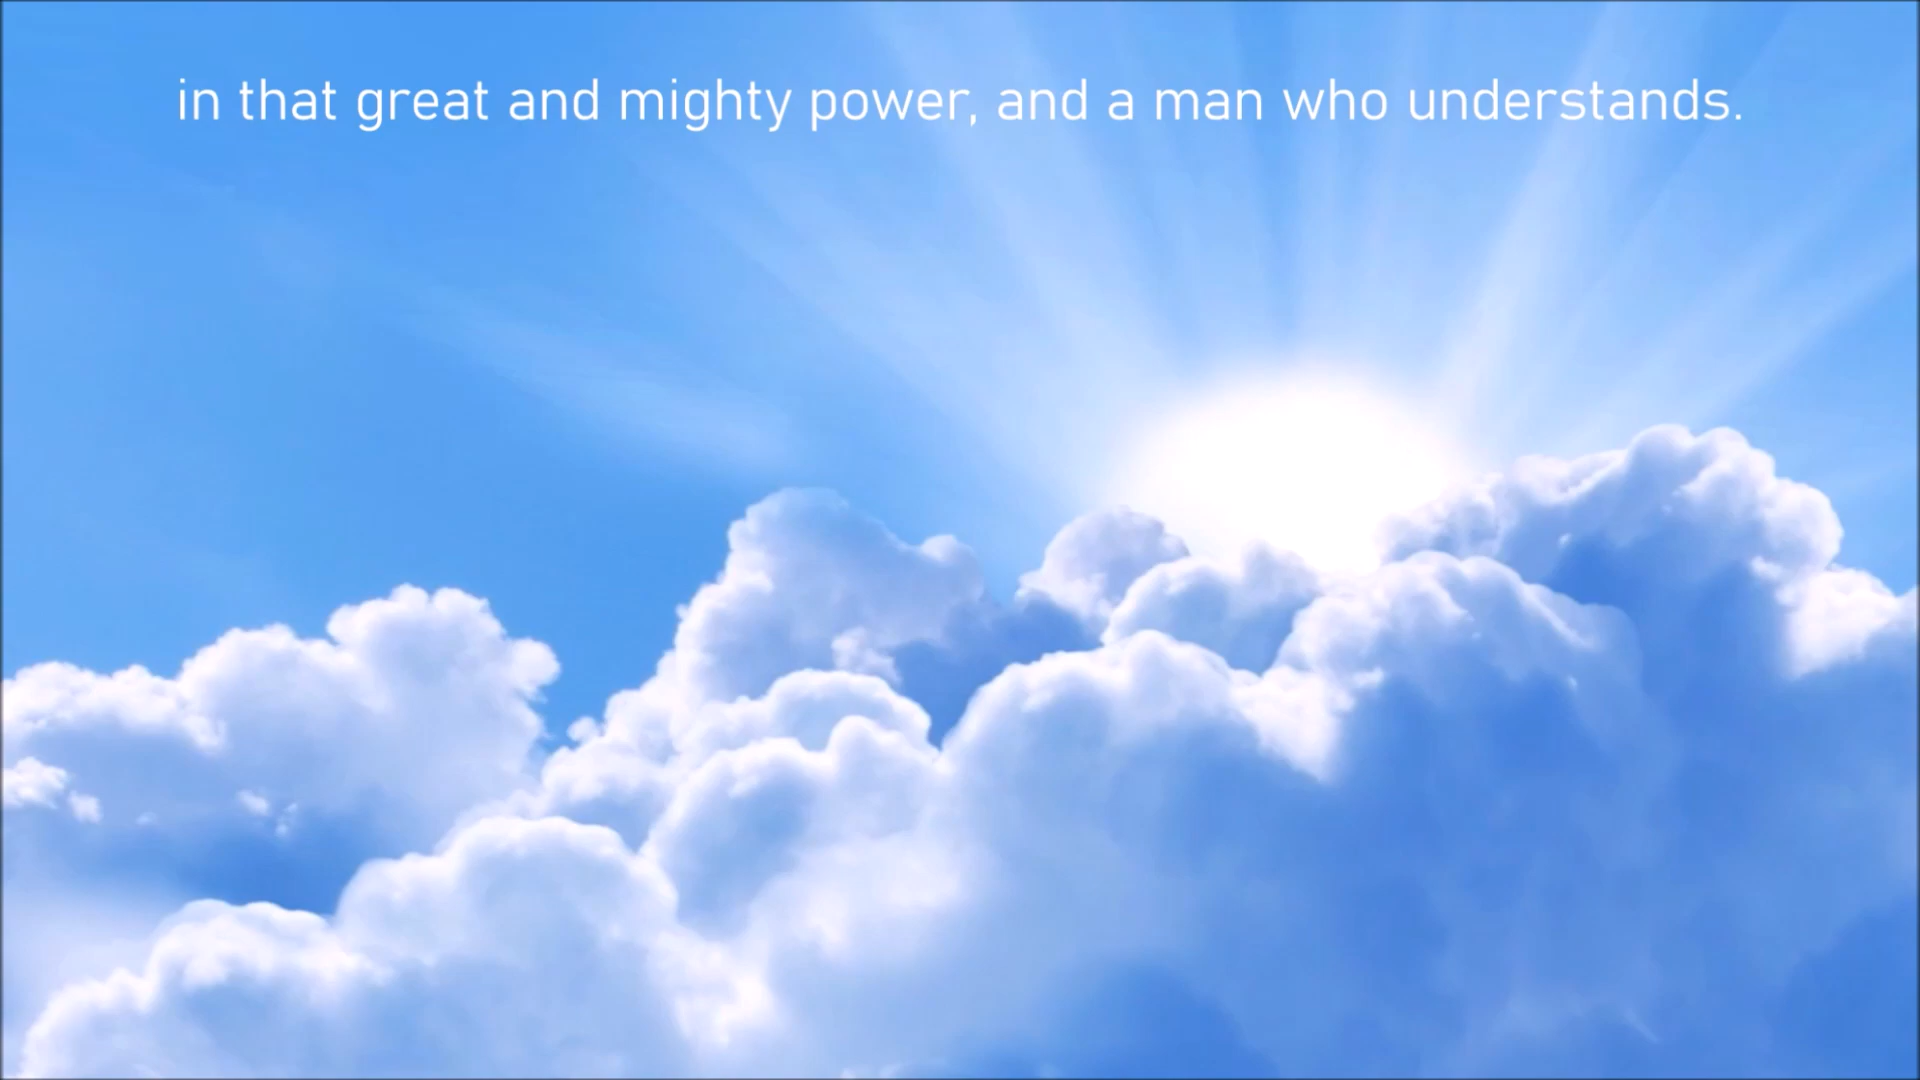 in that great and mighty power, and a man who understands.